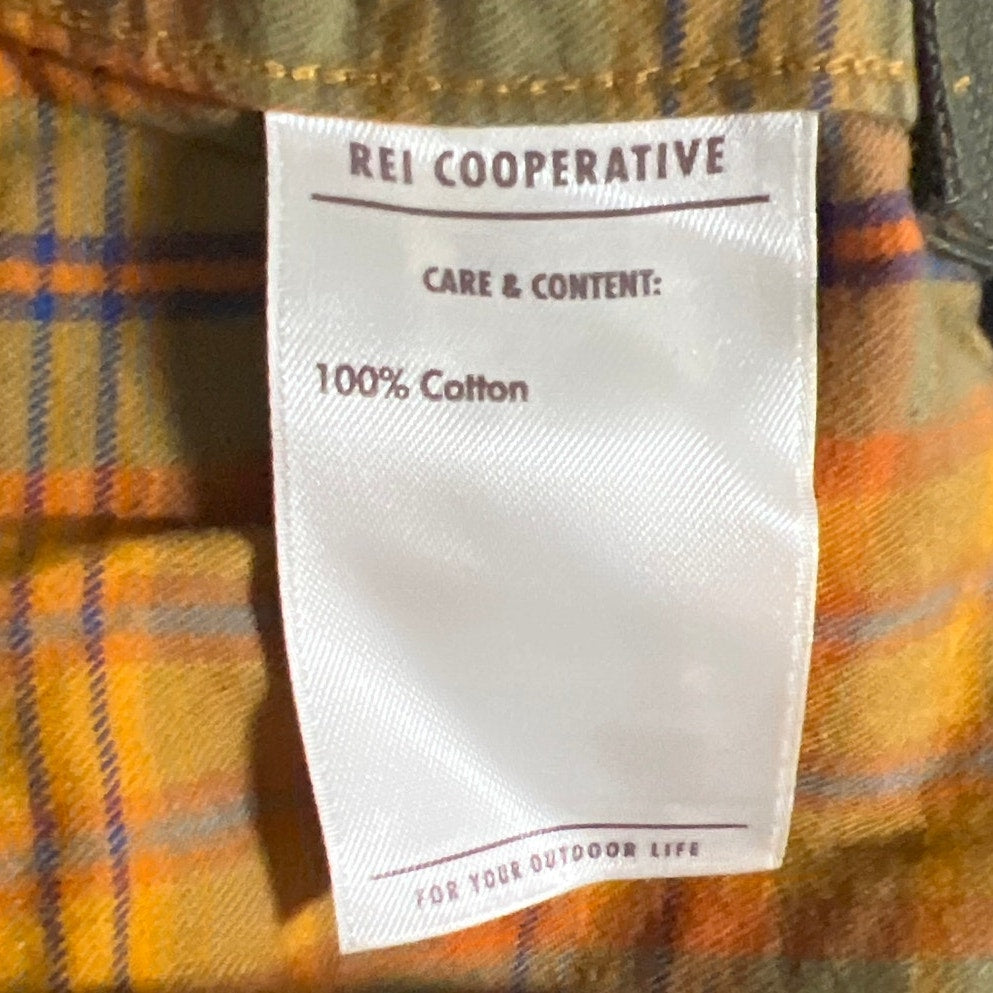 REI COOPERATIVE
CARE & CONTENT:
100% Cotton
FOR YOUR OUTDOOR LIFE